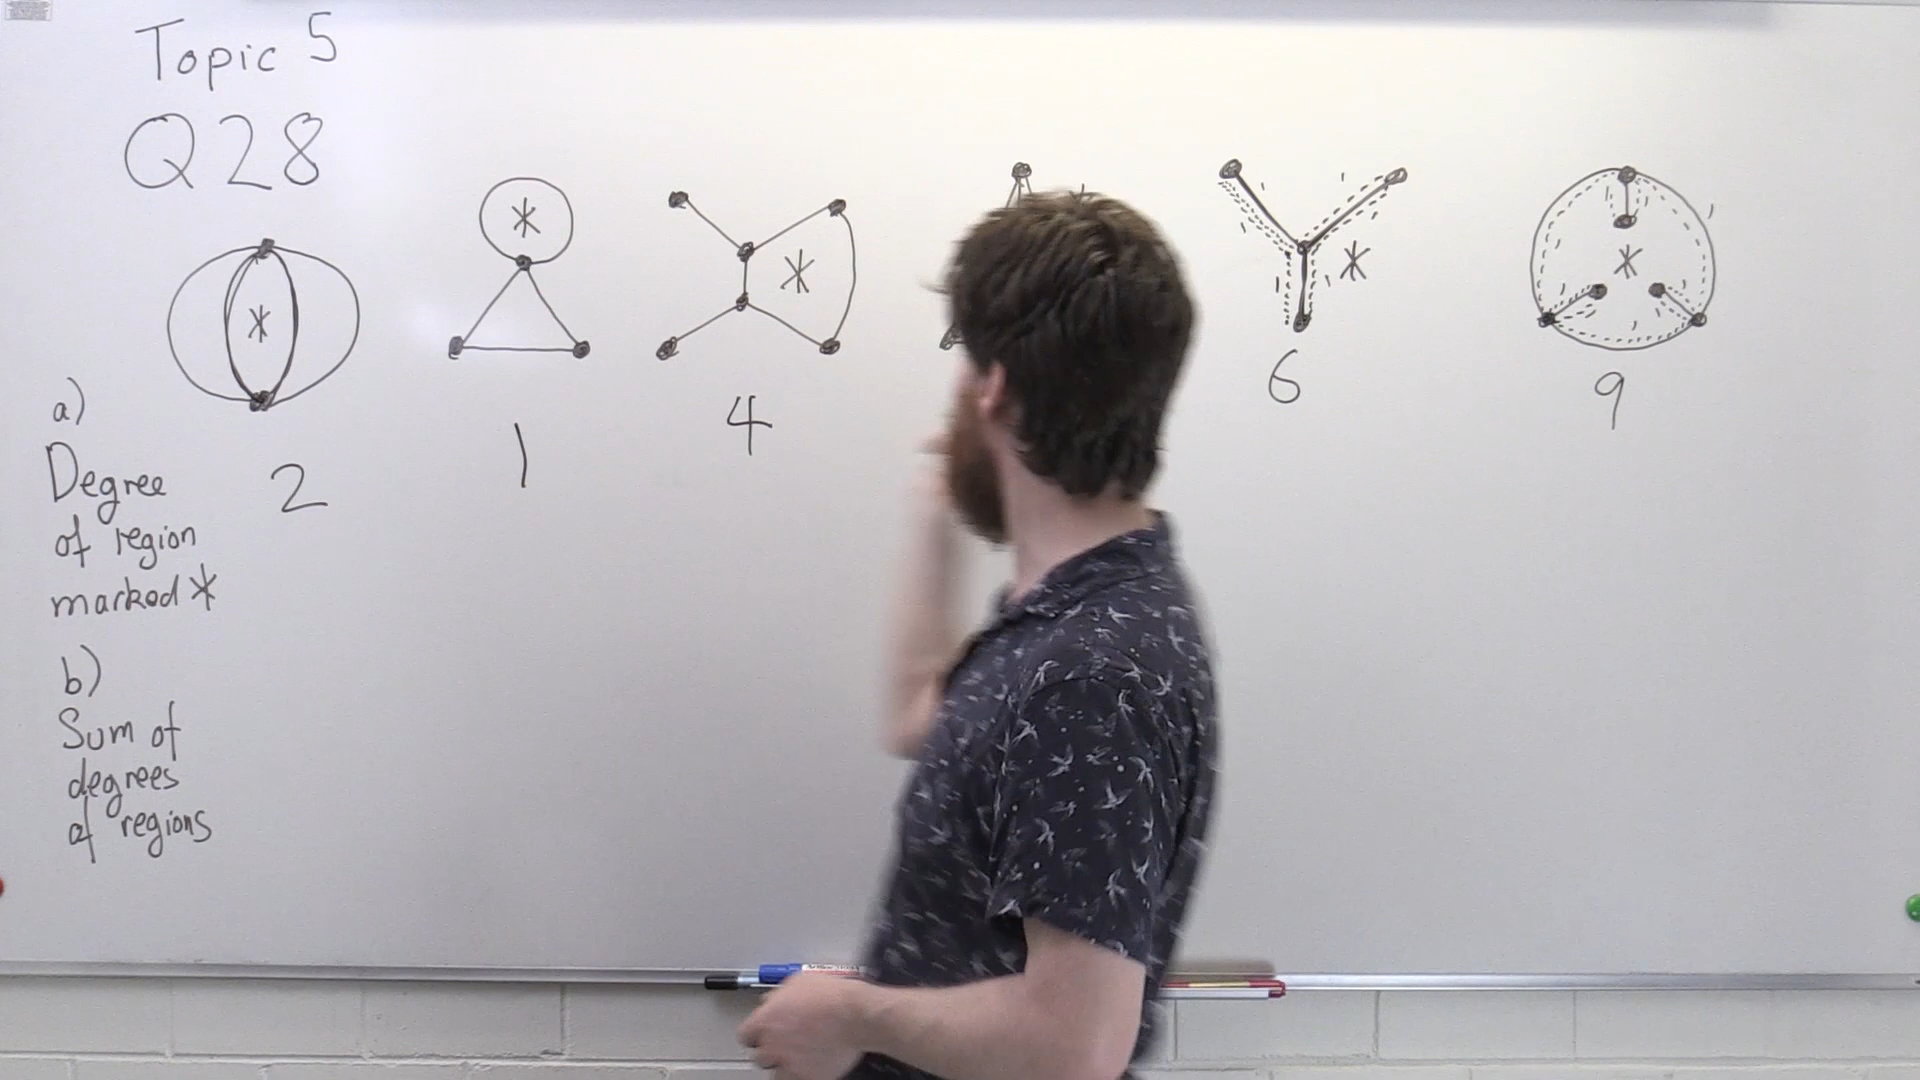 Topic 5
Q28
* * * * *
a)
Degree
of region
marked *
2 1 4 6 9
b)
Sum of
degrees
of regions